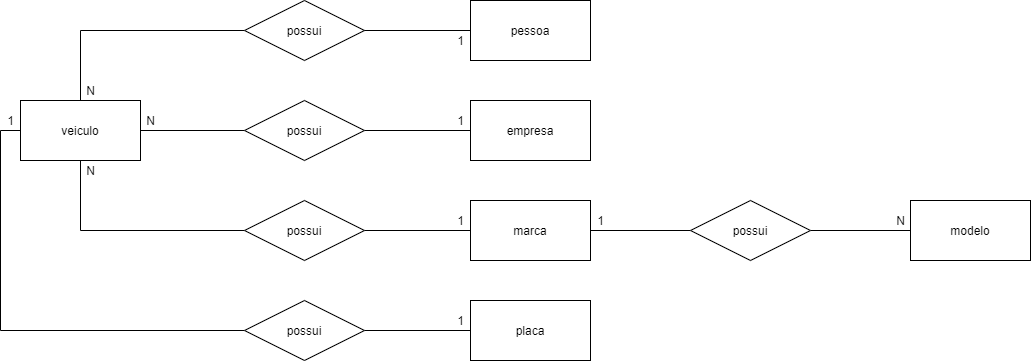 possui
1
pessoa
N
1
veiculo
N
possui
1
empresa
N
possui
1
marca
1
possui
N
modelo
possui
1
placa